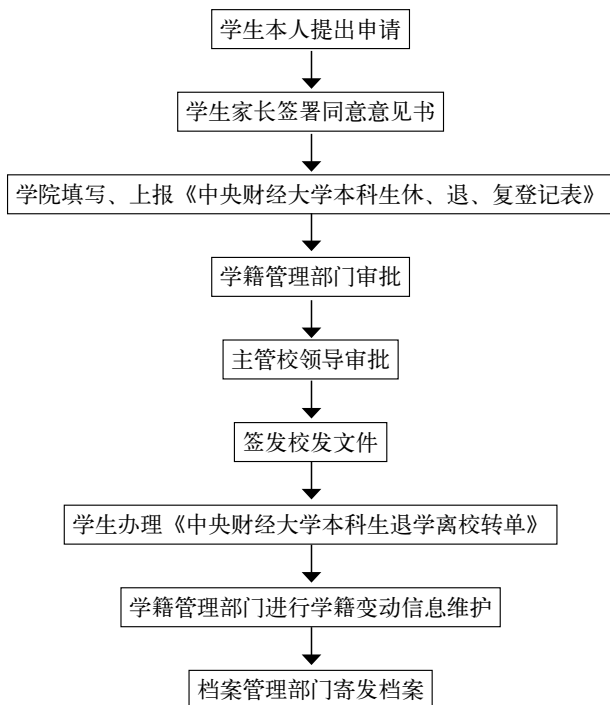 学生本人提出申请
学生家长签署同意意见书
学院填写、上报《中央财经大学本科生休、退、复登记表》
学籍管理部门审批
主管校领导审批
签发校发文件
学生办理《中央财经大学本科生退学离校转单》
学籍管理部门进行学籍变动信息维护
档案管理部门寄发档案